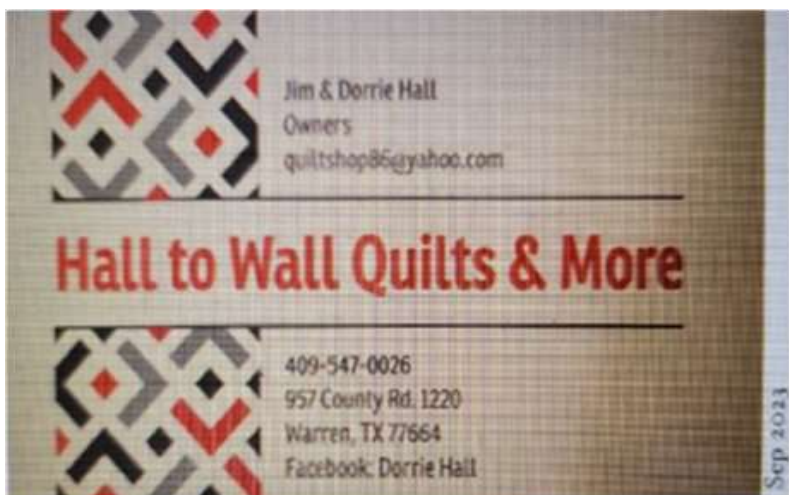 Jim & Dorrie Hall
Owners
quiltshop86@yahoo.com
Hall to Wall Quilts & More
409-547-0026
957 County Rd. 1220
Warren, TX 77664
Facebook: Dorrie Hall
Sep 2023